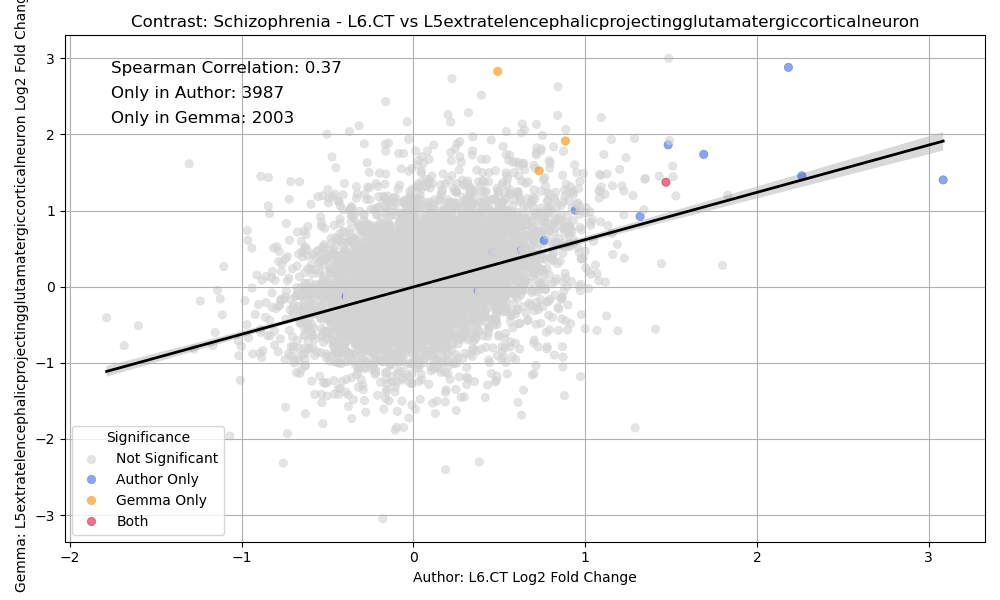 Contrast: Schizophrenia - L6.CT vs L5extratelencephalicprojectingglutamatergiccorticalneuron
Gemma: L5extratelencephalicprojectingglutamatergiccorticalneuron Log2 Fold Change
3
2
1
0
−1
−2
−3
Spearman Correlation: 0.37
Only in Author: 3987
Only in Gemma: 2003
Significance
Not Significant
Author Only
Gemma Only
Both
−2
−1
0
1
2
3
Author: L6.CT Log2 Fold Change